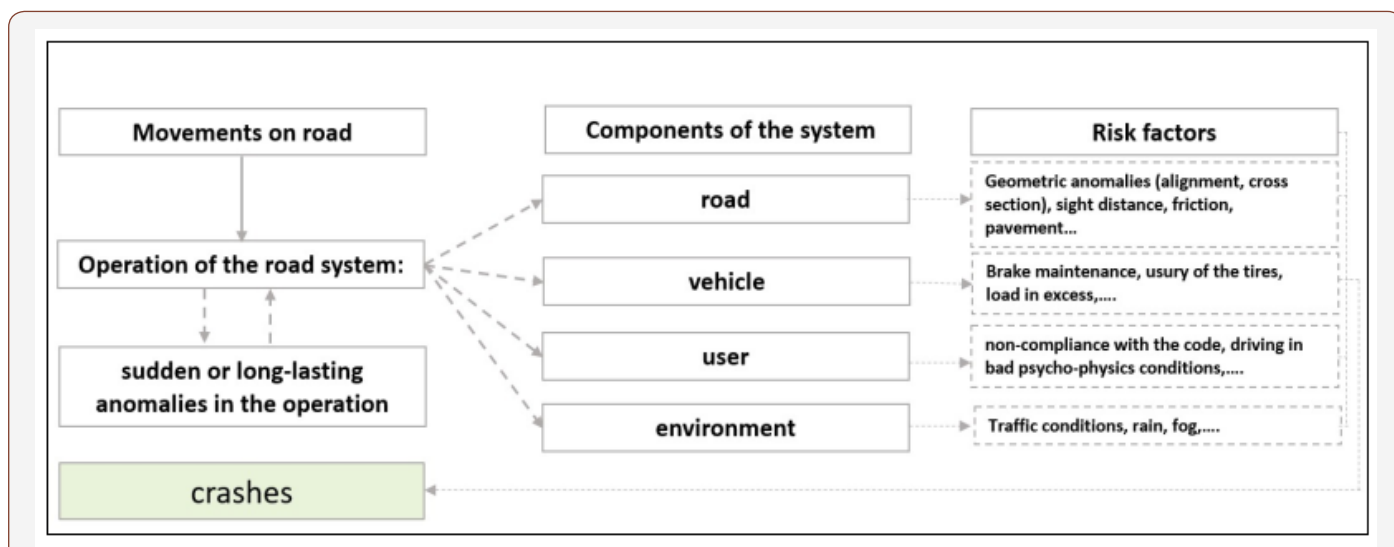 Movements on road
Components of the system
Risk factors
road
Geometric anomalies (alignment, cross
section), sight distance, friction,
pavement...
Operation of the road system:
vehicle
Brake maintenance, usury of the tires,
load in excess,....
sudden or long-lasting
anomalies in the operation
user
non-compliance with the code, driving in
bad psycho-physics conditions,....
environment
Traffic conditions, rain, fog,....
crashes